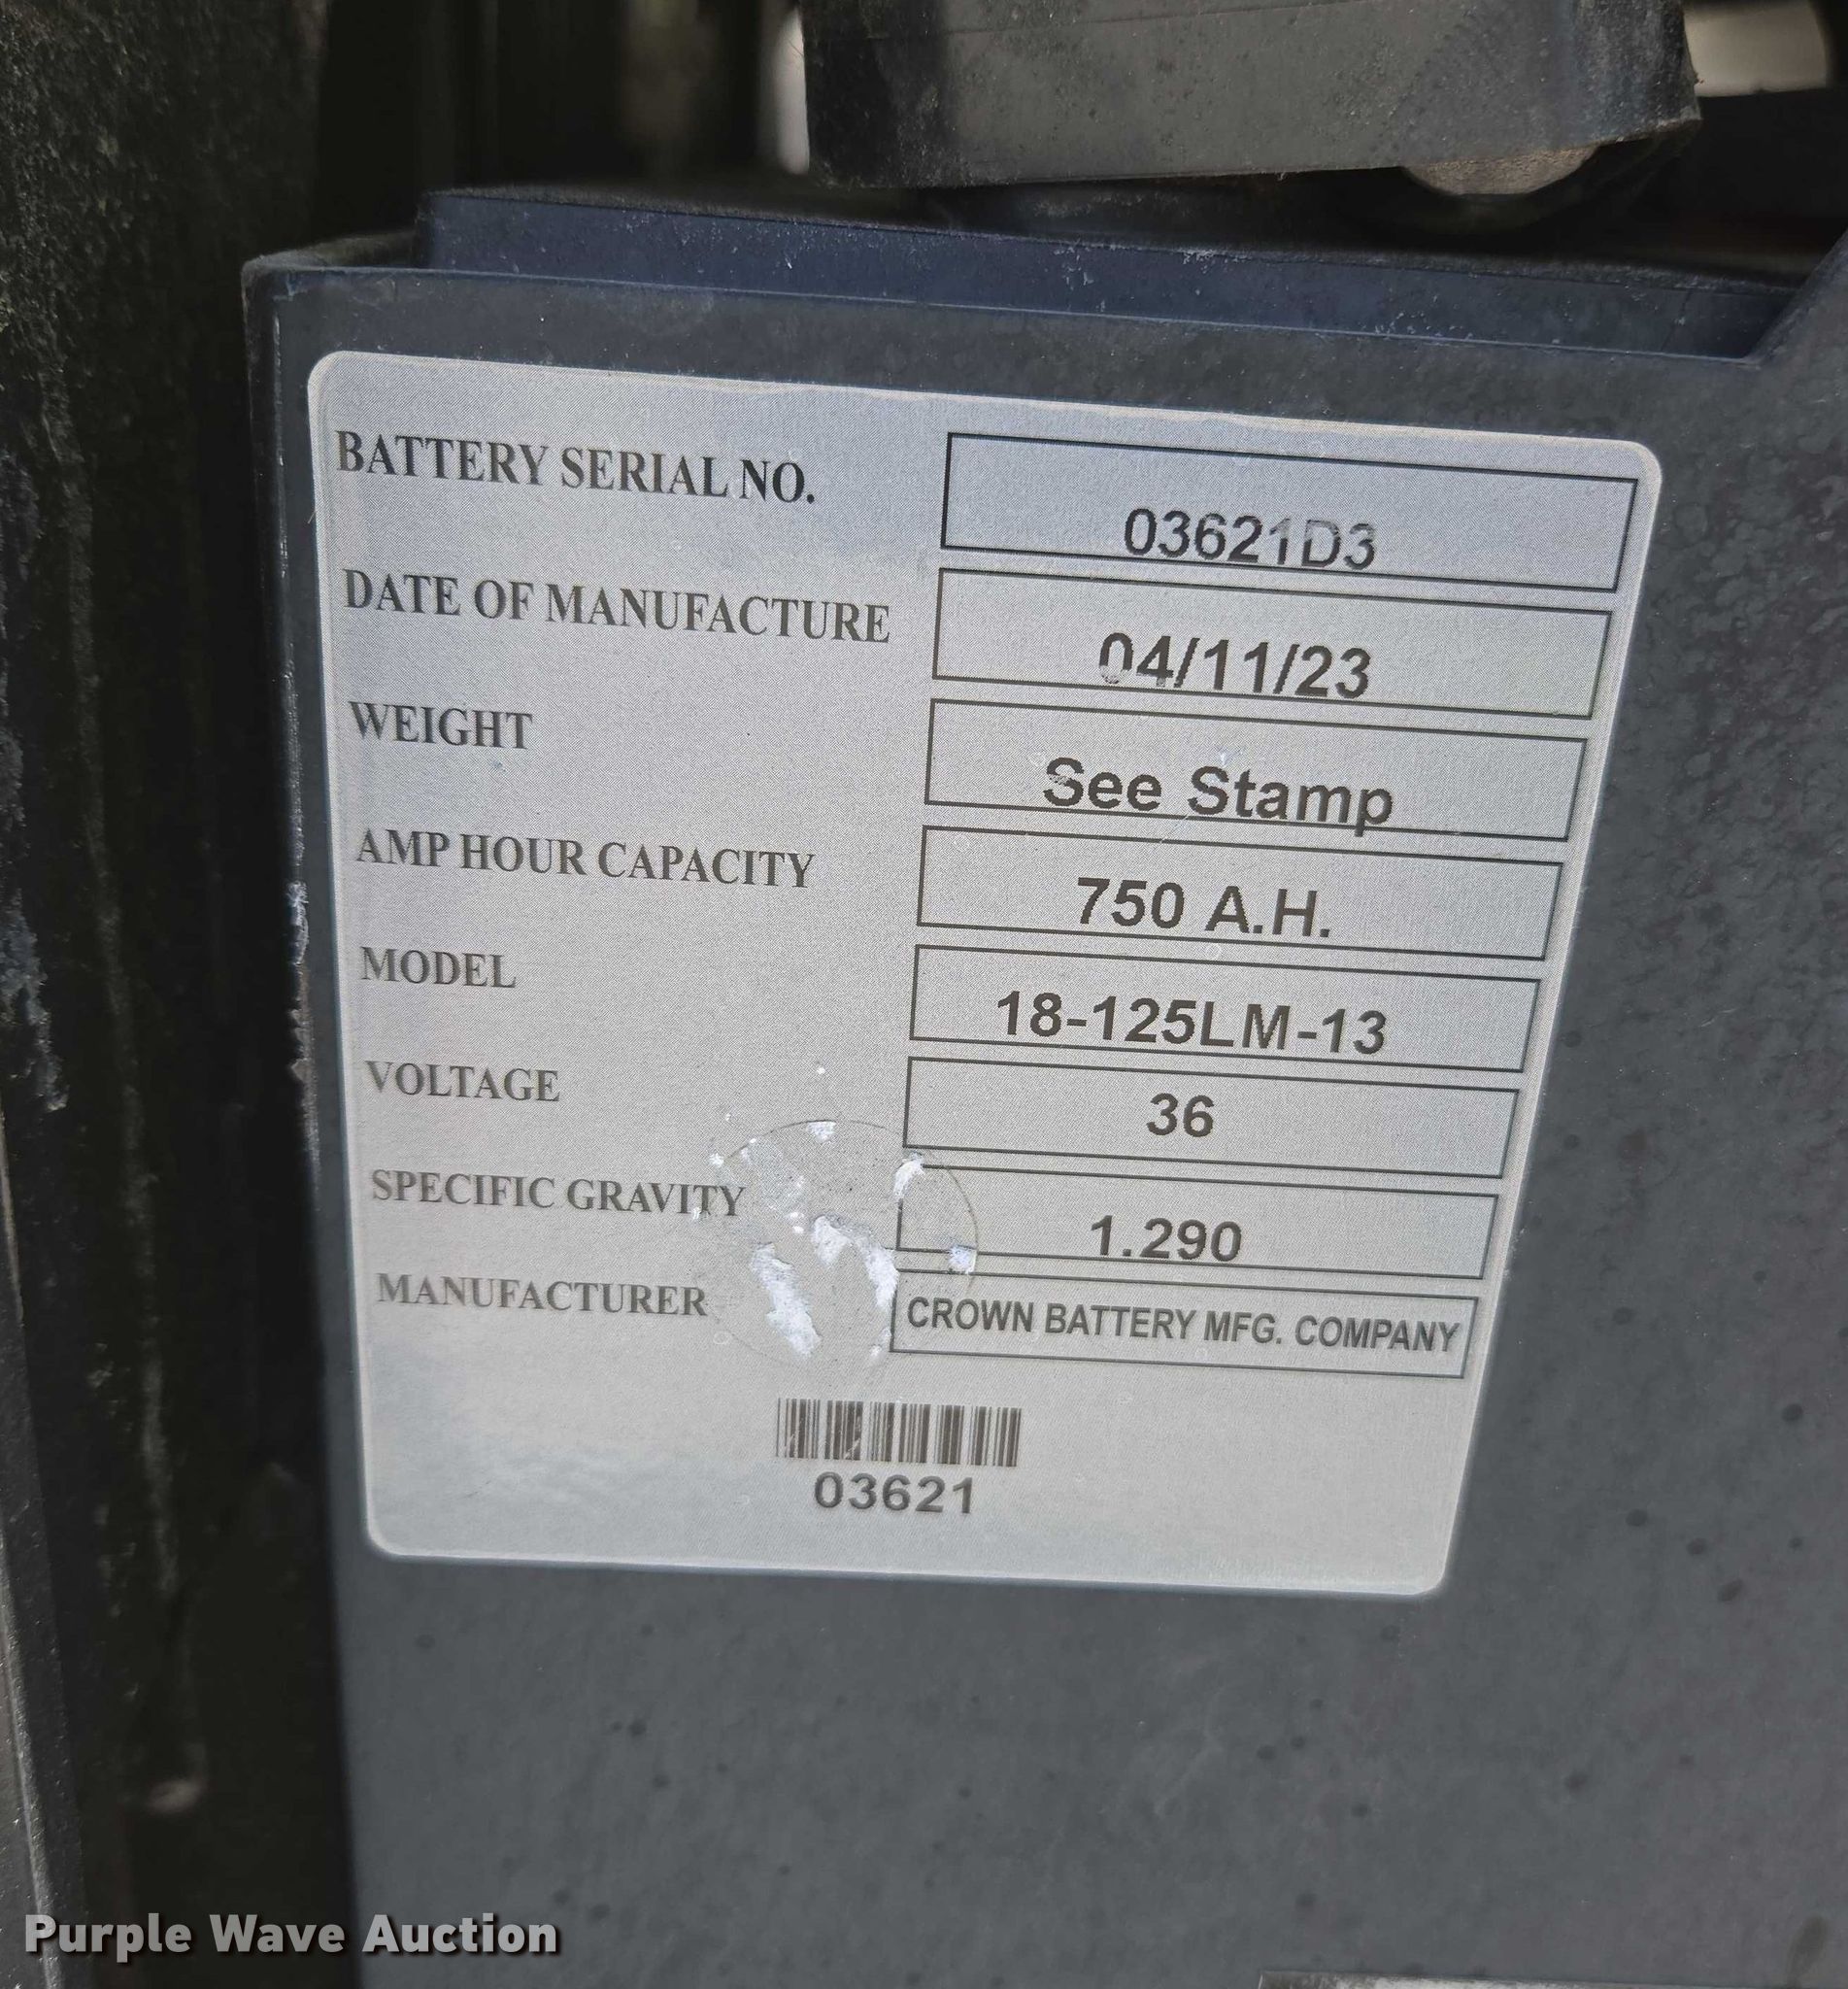 BATTERY SERIAL NO. 03621D3
DATE OF MANUFACTURE 04/11/23
WEIGHT See Stamp
AMP HOUR CAPACITY 750 A.H.
MODEL 18-125LM-13
VOLTAGE 36
SPECIFIC GRAVITY 1.290
MANUFACTURER CROWN BATTERY MFG. COMPANY
03621
Purple Wave Auction